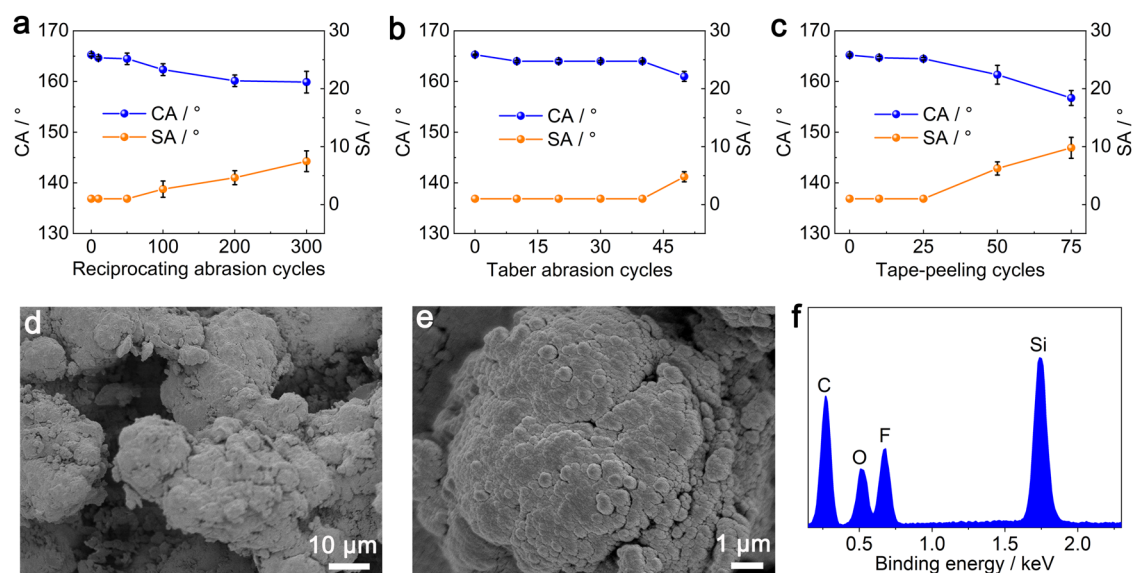 a
170
160
150
140
130
CA / °
CA / °
SA / °
30
20
10
0
SA / °
0 100 200 300
Reciprocating abrasion cycles
b
170
160
150
140
130
CA / °
CA / °
SA / °
30
20
10
0
SA / °
0 15 30 45
Taber abrasion cycles
c
170
160
150
140
130
CA / °
CA / °
SA / °
30
20
10
0
SA / °
0 25 50 75
Tape-peeling cycles
d
10 μm
e
1 μm
f
C
O
F
Si
0.5 1.0 1.5 2.0
Binding energy / keV